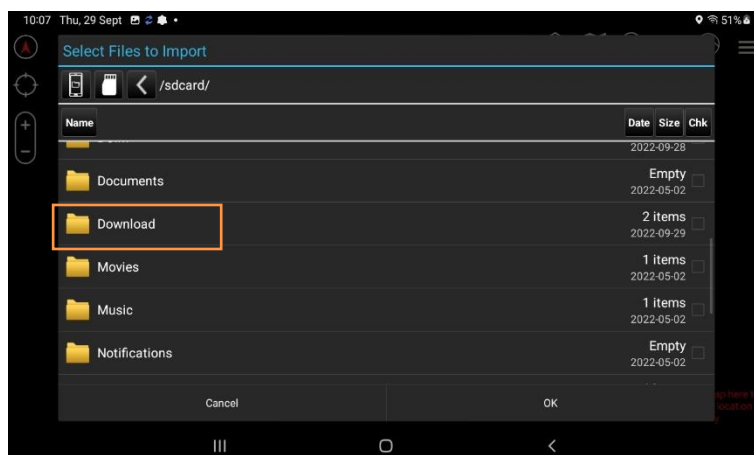 10:07 Thu, 29 Sept
51%
Select Files to Import
/sdcard/
Name Date Size Chk
2022-09-28
Documents Empty
2022-05-02
Download 2 items
2022-09-29
Movies 1 items
2022-05-02
Music 1 items
2022-05-02
Notifications Empty
2022-05-02
Cancel OK